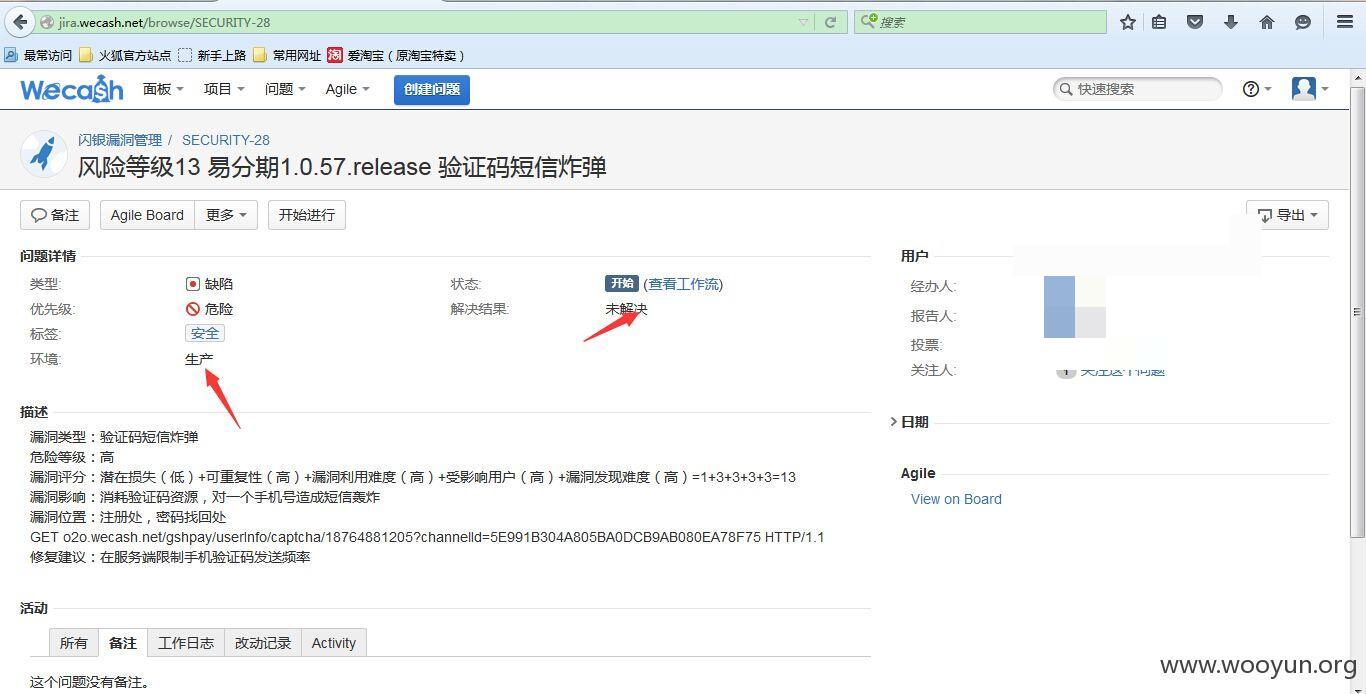 jira.wecash.net/browse/SECURITY-28
搜索
最常访问 火狐官方站点 新手上路 常用网址 淘 爱淘宝（原淘宝特卖）
Wecash 面板 项目 问题 Agile 创建问题 快速搜索
闪银漏洞管理 / SECURITY-28
风险等级13 易分期1.0.57.release 验证码短信炸弹
备注 Agile Board 更多 开始进行 导出
问题详情
类型: 缺陷
优先级: 危险
标签: 安全
环境: 生产
状态: 开始 (查看工作流)
解决结果: 未解决
用户
经办人:
报告人:
投票:
关注人: 1 关注这个问题
描述
漏洞类型：验证码短信炸弹
危险等级：高
漏洞评分：潜在损失（低）+可重复性（高）+漏洞利用难度（高）+受影响用户（高）+漏洞发现难度（高）=1+3+3+3+3=13
漏洞影响：消耗验证码资源，对一个手机号造成短信轰炸
漏洞位置：注册处，密码找回处
GET o2o.wecash.net/gshpay/userInfo/captcha/18764881205?channelId=5E991B304A805BA0DCB9AB080EA78F75 HTTP/1.1
修复建议：在服务端限制手机验证码发送频率
日期
Agile
View on Board
活动
所有 备注 工作日志 改动记录 Activity
这个问题没有备注。
www.wooyun.org